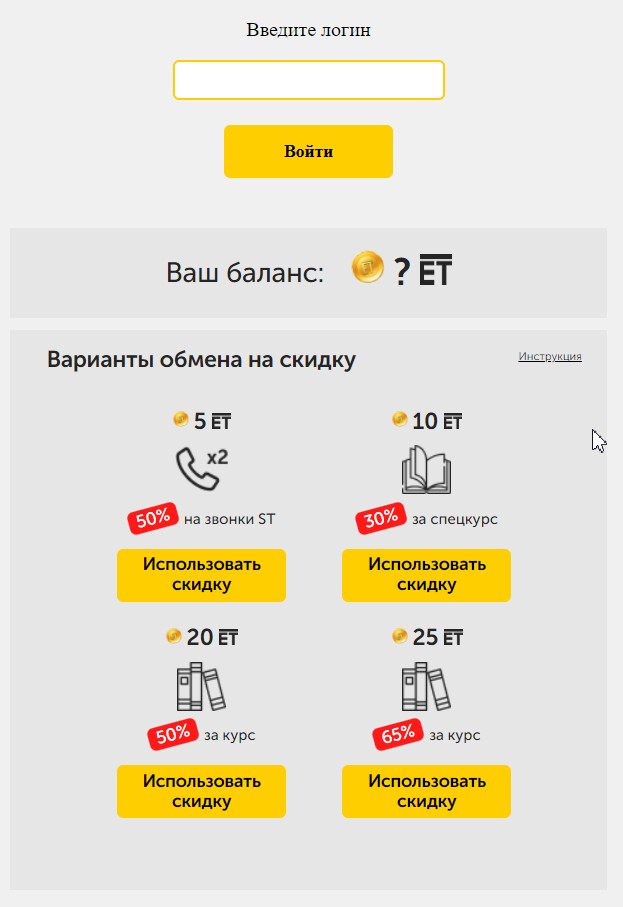 Введите логин
Войти
Ваш баланс: ? ET
Варианты обмена на скидку
Инструкция
5 ET
10 ET
x2
50% на звонки ST
30% за спецкурс
Использовать
скидку
Использовать
скидку
20 ET
25 ET
50% за курс
65% за курс
Использовать
скидку
Использовать
скидку